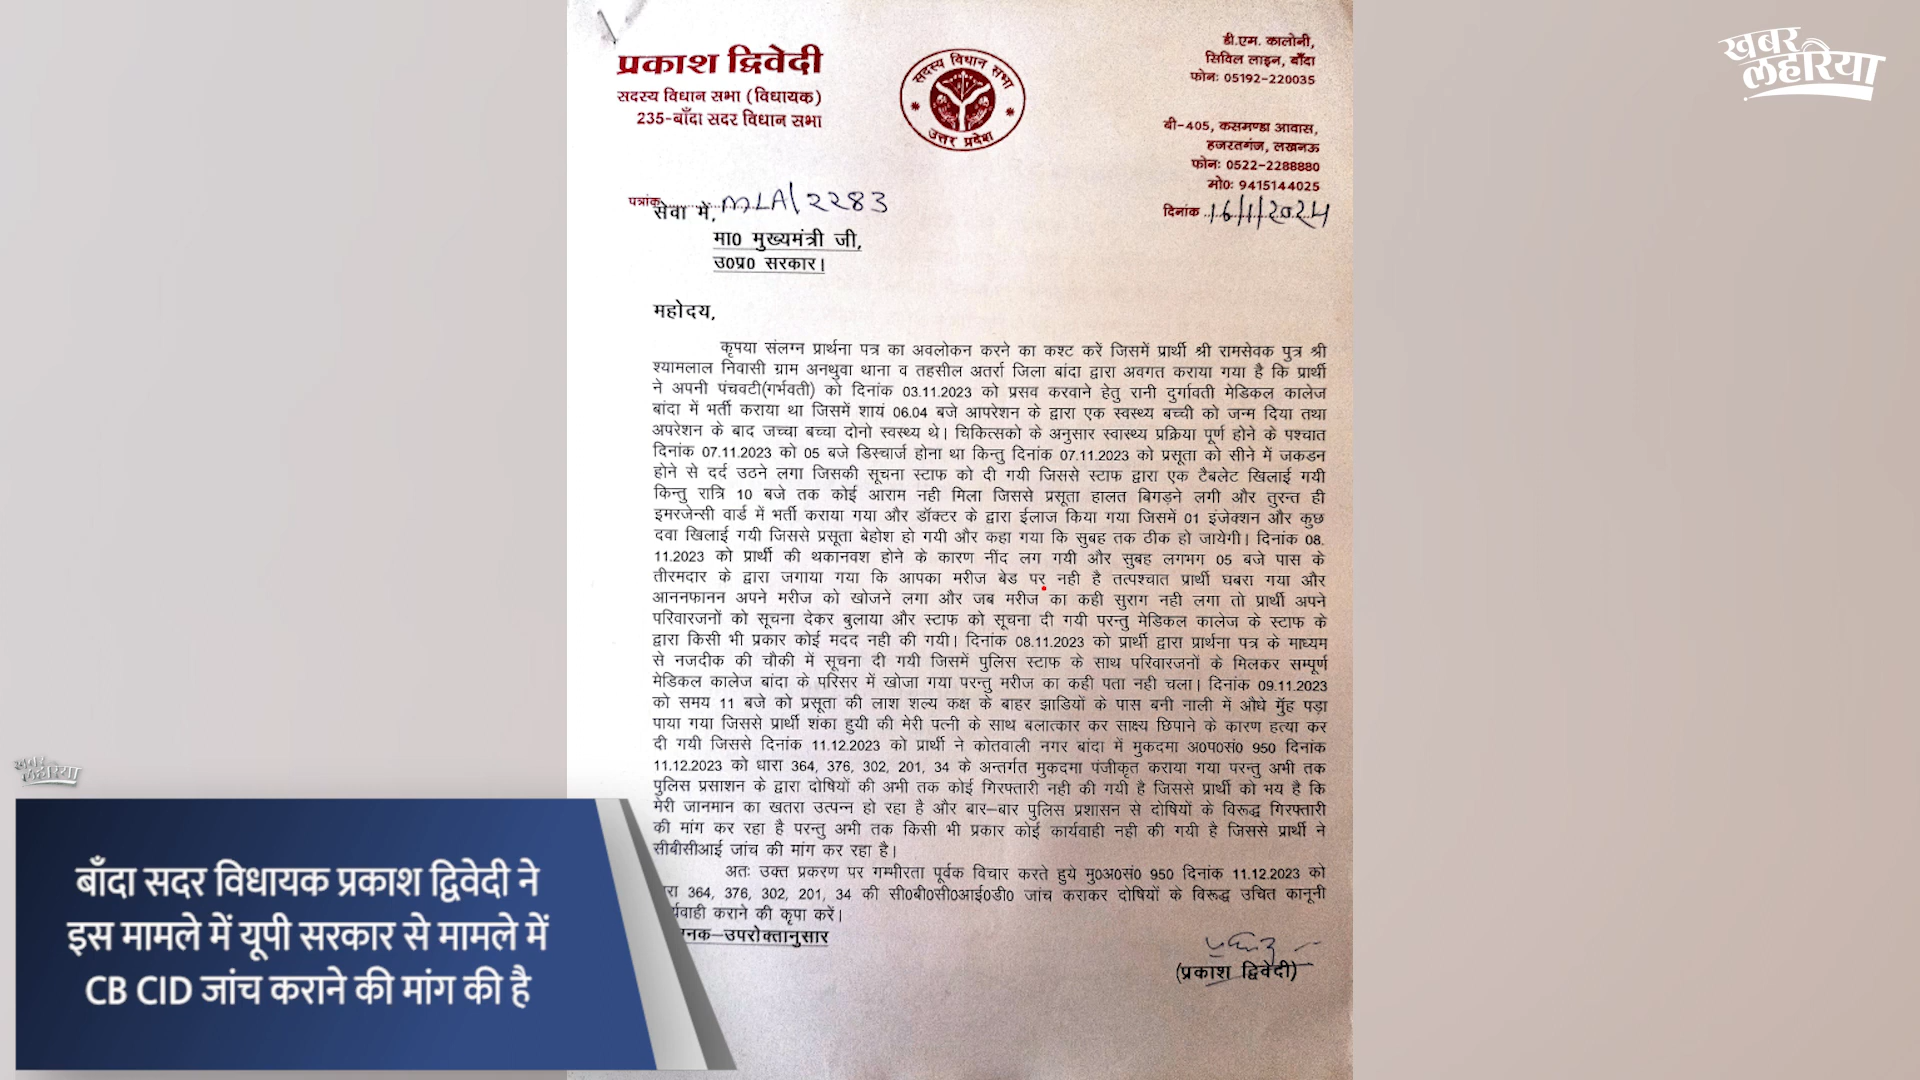 खबर
लहरिया
प्रकाश द्विवेदी
सदस्य विधान सभा (विधायक)
235-बाँदा सदर विधान सभा
सदस्य विधान सभा
उत्तर प्रदेश
डी.एम. कालोनी,
सिविल लाइन, बाँदा
फोनः 05192-220035
बी-405, कसमण्डा आवास,
हजरतगंज, लखनऊ
फोनः 0522-2288880
मो0: 9415144025
पत्रांक MLA/2283
दिनांक 16/1/2024
सेवा में,
मा0 मुख्यमंत्री जी,
उ0प्र0 सरकार।
महोदय,
कृपया संलग्न प्रार्थना पत्र का अवलोकन करने का कश्ट करें जिसमें प्रार्थी श्री रामसेवक पुत्र श्री
श्यामलाल निवासी ग्राम अनथुवा थाना व तहसील अतर्रा जिला बांदा द्वारा अवगत कराया गया है कि प्रार्थी
ने अपनी पंचवटी(गर्भवती) को दिनांक 03.11.2023 को प्रसव करवाने हेतु रानी दुर्गावती मेडिकल कालेज
बांदा में भर्ती कराया था जिसमें शायं 06.04 बजे आपरेशन के द्वारा एक स्वस्थ्य बच्ची को जन्म दिया तथा
अपरेशन के बाद जच्चा बच्चा दोनो स्वस्थ्य थे। चिकित्सको के अनुसार स्वास्थ्य प्रक्रिया पूर्ण होने के पश्चात
दिनांक 07.11.2023 को 05 बजे डिस्चार्ज होना था किन्तु दिनांक 07.11.2023 को प्रसूता को सीने में जकडन
होने से दर्द उठने लगा जिसकी सूचना स्टाफ को दी गयी जिससे स्टाफ द्वारा एक टैबलेट खिलाई गयी
किन्तु रात्रि 10 बजे तक कोई आराम नही मिला जिससे प्रसूता हालत बिगड़ने लगी और तुरन्त ही
इमरजेन्सी वार्ड में भर्ती कराया गया और डॉक्टर के द्वारा ईलाज किया गया जिसमें 01 इंजेक्शन और कुछ
दवा खिलाई गयी जिससे प्रसूता बेहोश हो गयी और कहा गया कि सुबह तक ठीक हो जायेगी। दिनांक 08.
11.2023 को प्रार्थी की थकानवश होने के कारण नींद लग गयी और सुबह लगभग 05 बजे पास के
तीरमदार के द्वारा जगाया गया कि आपका मरीज बेड पर नही है तत्पश्चात प्रार्थी घबरा गया और
आननफानन अपने मरीज को खोजने लगा और जब मरीज का कही सुराग नही लगा तो प्रार्थी अपने
परिवारजनों को सूचना देकर बुलाया और स्टाफ को सूचना दी गयी परन्तु मेडिकल कालेज के स्टाफ के
द्वारा किसी भी प्रकार कोई मदद नही की गयी। दिनांक 08.11.2023 को प्रार्थी द्वारा प्रार्थना पत्र के माध्यम
से नजदीक की चौकी में सूचना दी गयी जिसमें पुलिस स्टाफ के साथ परिवारजनों के मिलकर सम्पूर्ण
मेडिकल कालेज बांदा के परिसर में खोजा गया परन्तु मरीज का कही पता नही चला। दिनांक 09.11.2023
को समय 11 बजे को प्रसूता की लाश शल्य कक्ष के बाहर झाडियों के पास बनी नाली में औधे मुँह पड़ा
पाया गया जिससे प्रार्थी शंका हुयी की मेरी पत्नी के साथ बलात्कार कर साक्ष्य छिपाने के कारण हत्या कर
दी गयी जिससे दिनांक 11.12.2023 को प्रार्थी ने कोतवाली नगर बांदा में मुकदमा अ0प0सं0 950 दिनांक
11.12.2023 को धारा 364, 376, 302, 201, 34 के अन्तर्गत मुकदमा पंजीकृत कराया गया परन्तु अभी तक
पुलिस प्रसाशन के द्वारा दोषियों की अभी तक कोई गिरफ्तारी नही की गयी है जिससे प्रार्थी को भय है कि
मेरी जानमान का खतरा उत्पन्न हो रहा है और बार–बार पुलिस प्रशासन से दोषियों के विरूद्ध गिरफ्तारी
की मांग कर रहा है परन्तु अभी तक किसी भी प्रकार कोई कार्यवाही नही की गयी है जिससे प्रार्थी ने
सीबीसीआई जांच की मांग कर रहा है।
अतः उक्त प्रकरण पर गम्भीरता पूर्वक विचार करते हुये मु0अ0सं0 950 दिनांक 11.12.2023 को
364, 376, 302, 201, 34 की सी0बी0सी0आई0डी0 जांच कराकर दोषियों के विरूद्ध उचित कानूनी
कराने की कृपा करें।
उपरोक्तानुसार
(प्रकाश द्विवेदी)
खबर
लहरिया
बाँदा सदर विधायक प्रकाश द्विवेदी ने
इस मामले में यूपी सरकार से मामले में
CB CID जांच कराने की मांग की है